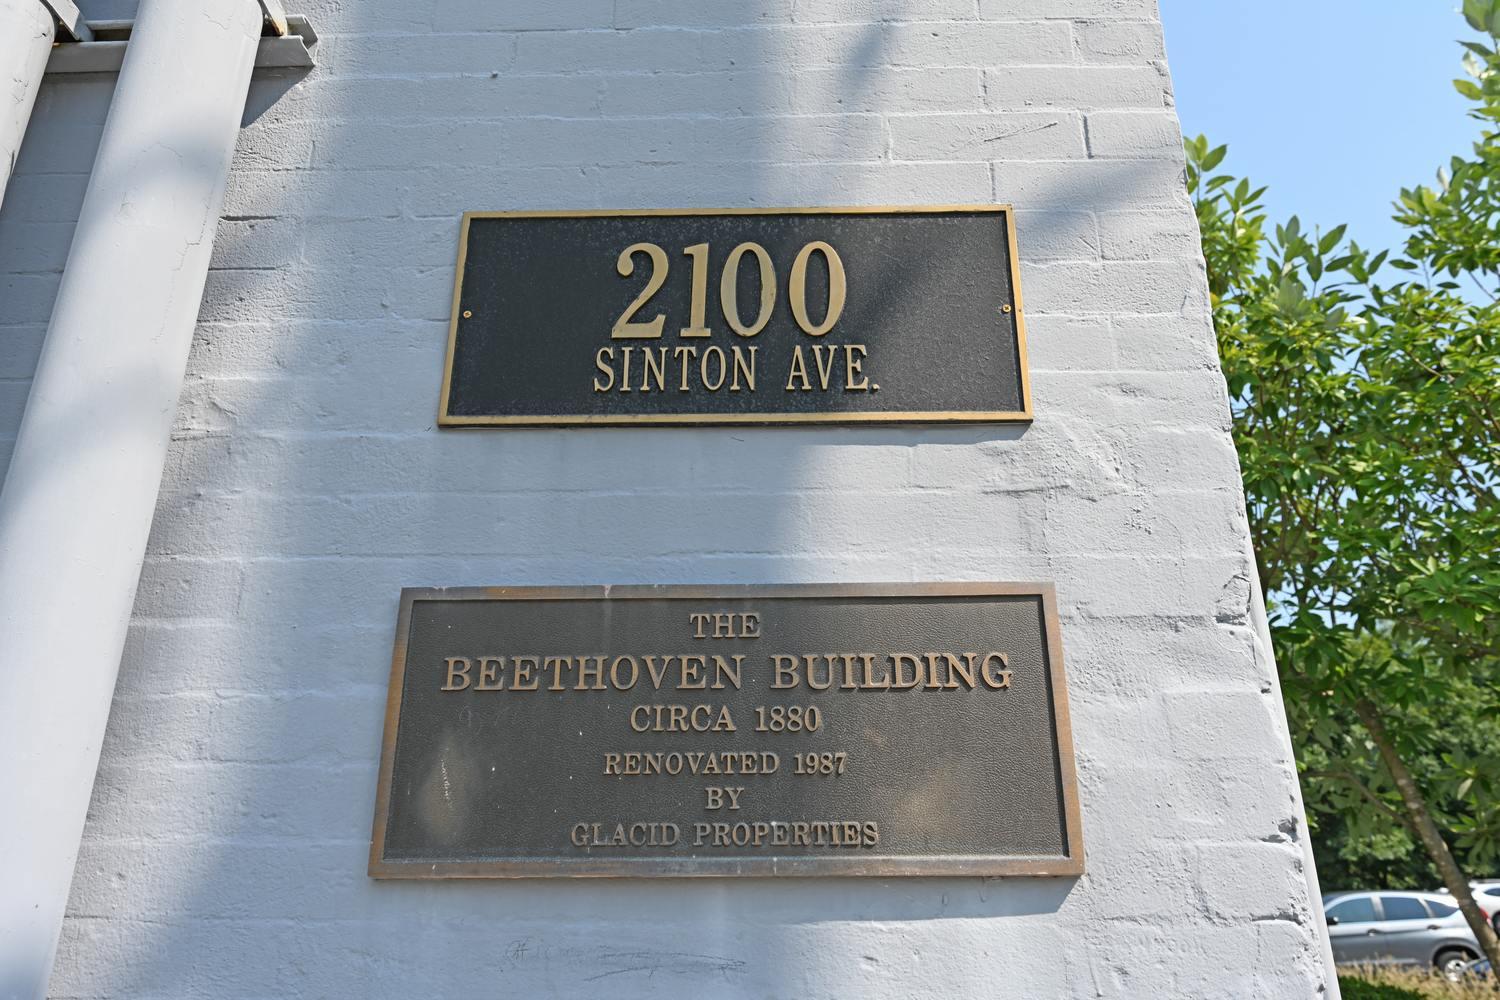 2100
SINTON AVE.
THE
BEETHOVEN BUILDING
CIRCA 1880
RENOVATED 1987
BY
GLACID PROPERTIES